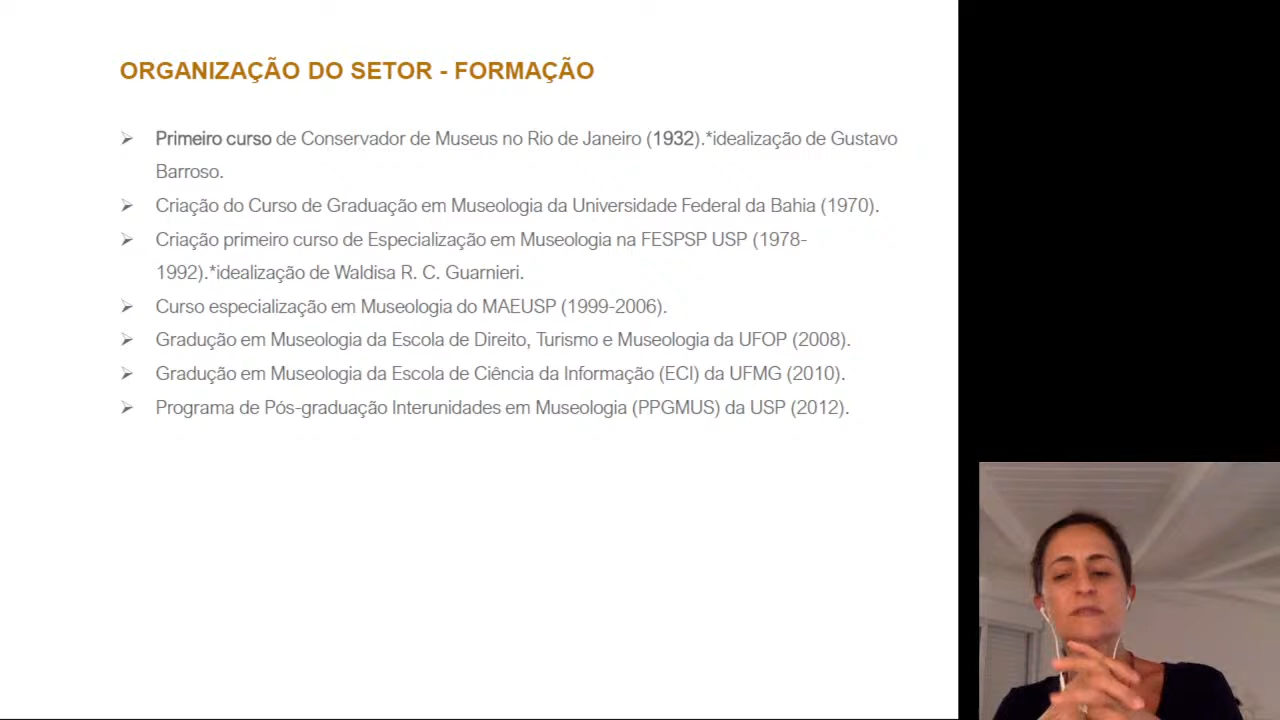 ORGANIZAÇÃO DO SETOR - FORMAÇÃO
Primeiro curso de Conservador de Museus no Rio de Janeiro (1932).*idealização de Gustavo
Barroso.
Criação do Curso de Graduação em Museologia da Universidade Federal da Bahia (1970).
Criação primeiro curso de Especialização em Museologia na FESPSP USP (1978-
1992).*idealização de Waldisa R. C. Guarnieri.
Curso especialização em Museologia do MAEUSP (1999-2006).
Gradução em Museologia da Escola de Direito, Turismo e Museologia da UFOP (2008).
Gradução em Museologia da Escola de Ciência da Informação (ECI) da UFMG (2010).
Programa de Pós-graduação Interunidades em Museologia (PPGMUS) da USP (2012).